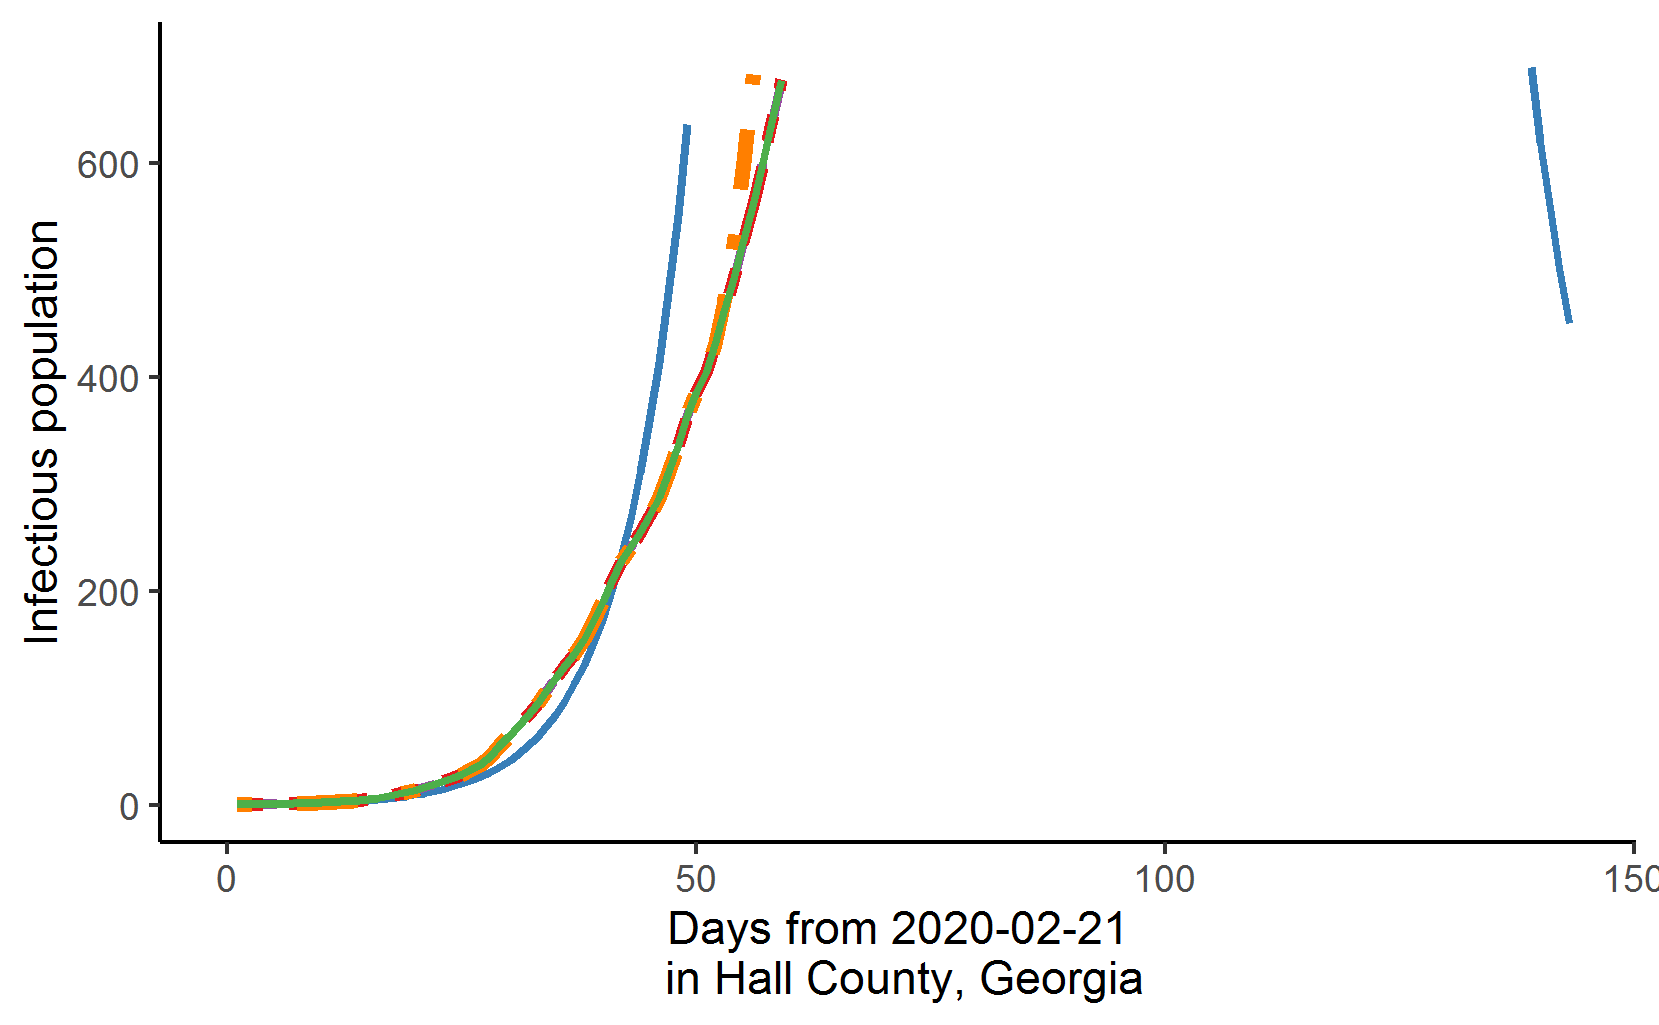 Infectious population
600
400
200
0
0 50 100 150
Days from 2020-02-21
in Hall County, Georgia